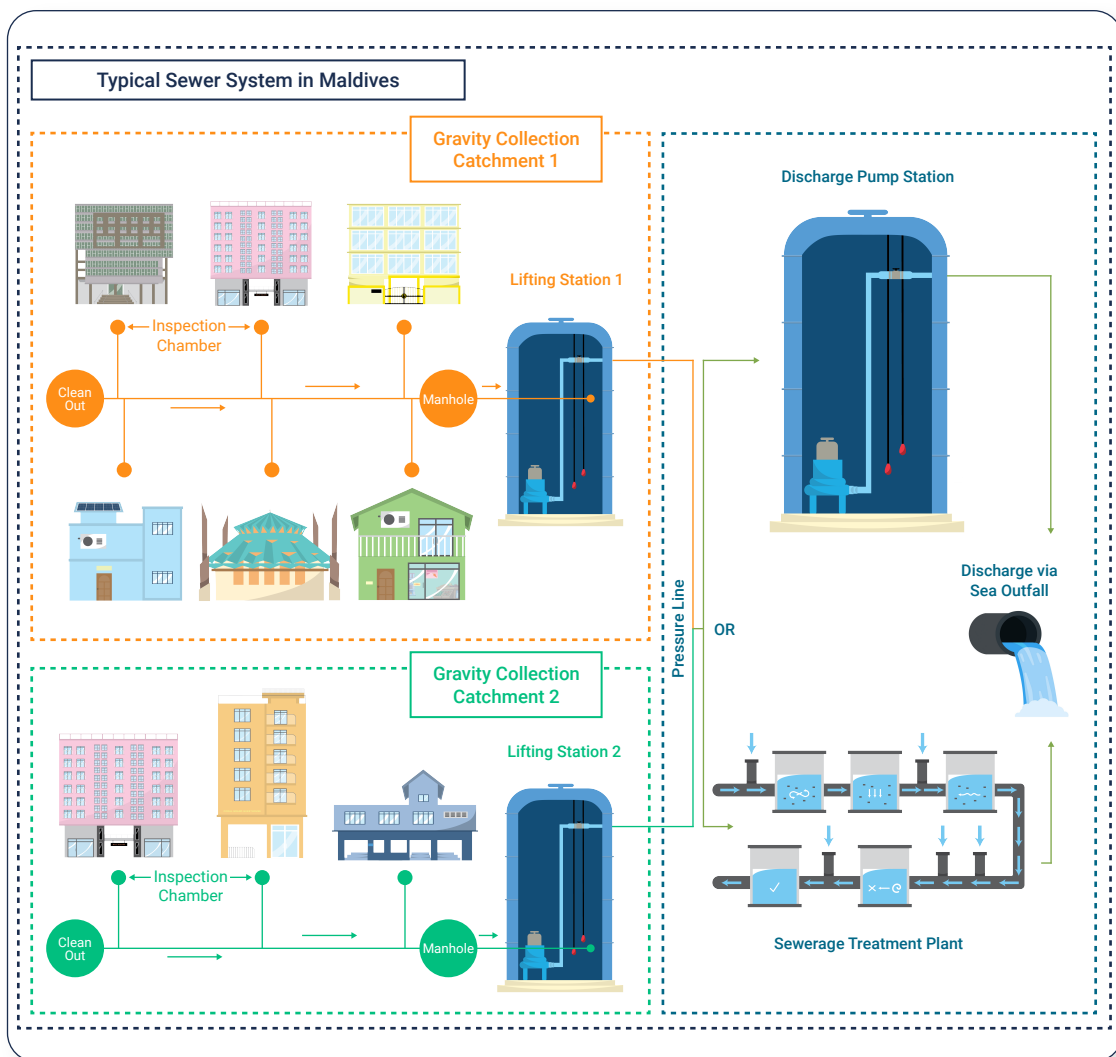 Typical Sewer System in Maldives
Gravity Collection
Catchment 1
Discharge Pump Station
Lifting Station 1
Inspection
Chamber
Clean
Out
Manhole
Pressure Line
OR
Discharge via
Sea Outfall
Gravity Collection
Catchment 2
Lifting Station 2
Inspection
Chamber
Clean
Out
Manhole
Sewerage Treatment Plant